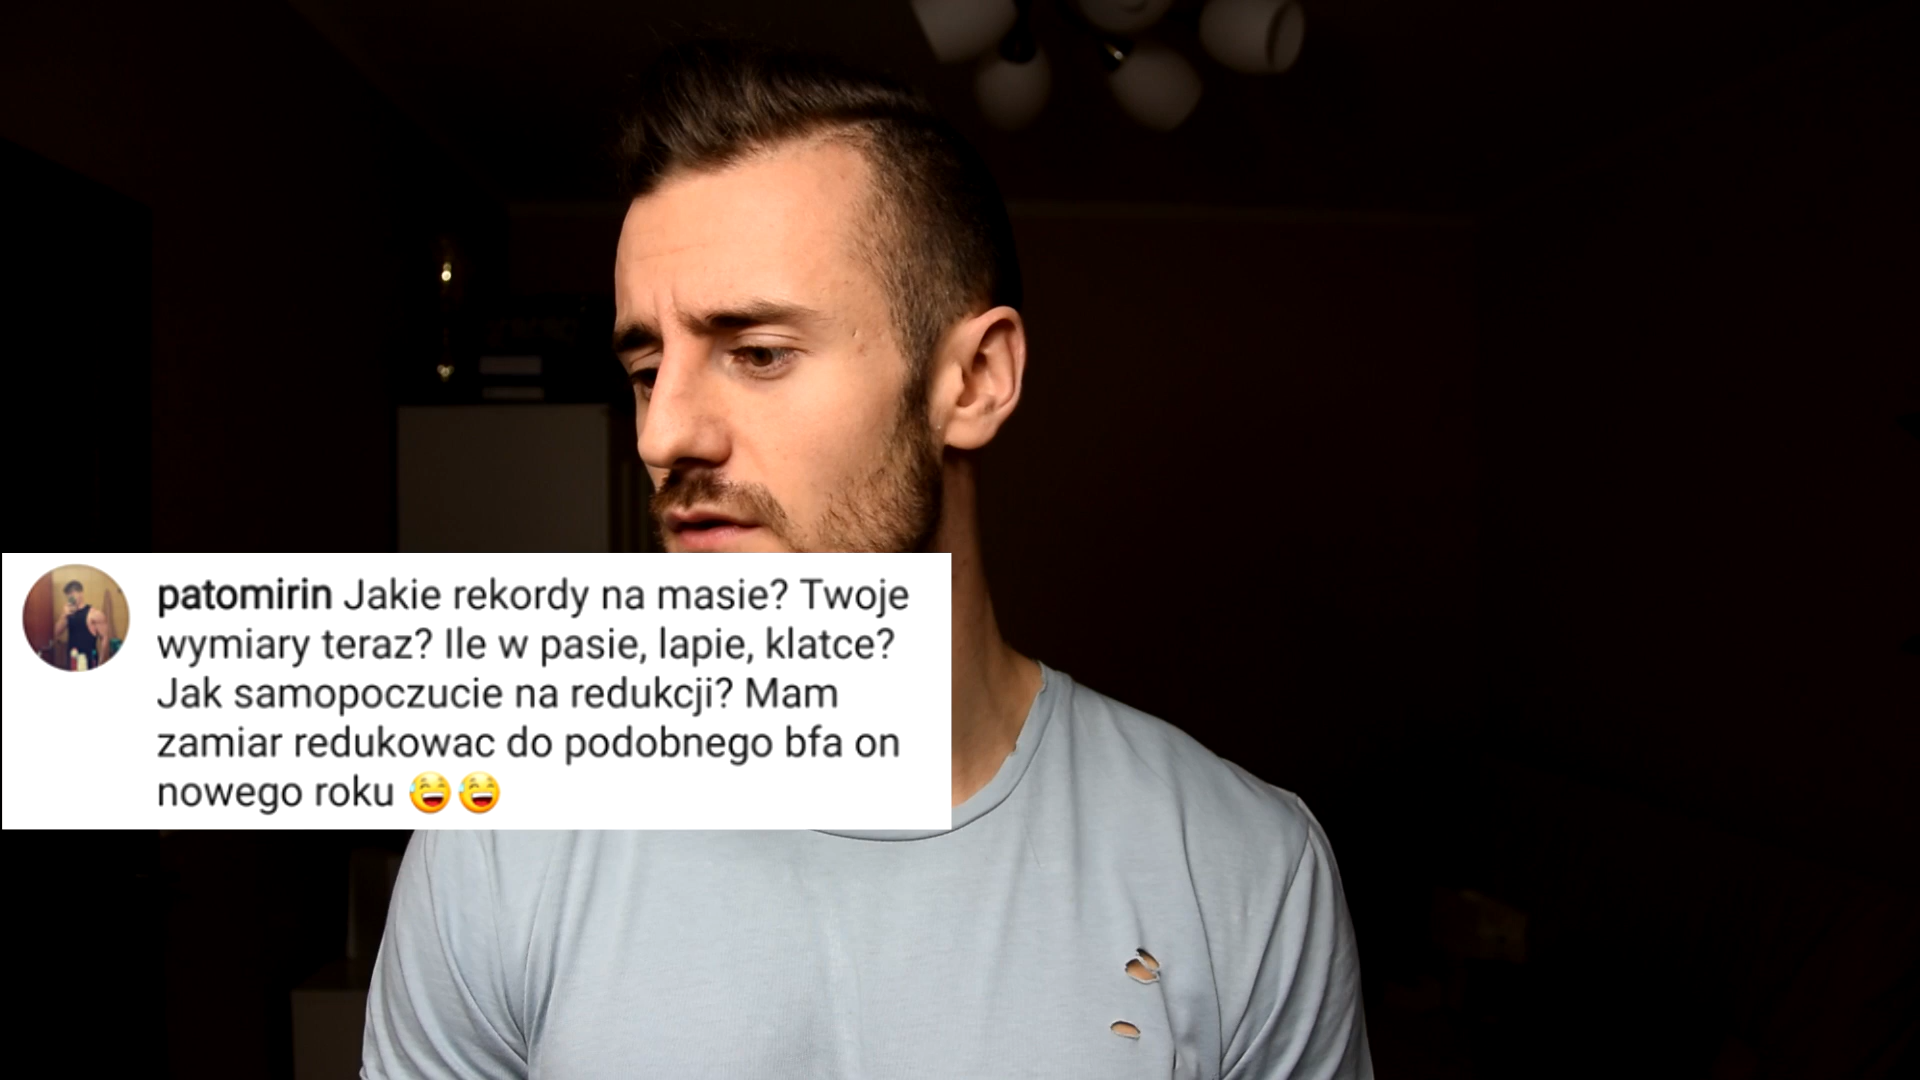 patomirin Jakie rekordy na masie? Twoje
wymiary teraz? Ile w pasie, lapie, klatce?
Jak samopoczucie na redukcji? Mam
zamiar redukowac do podobnego bfa on
nowego roku 😅😅